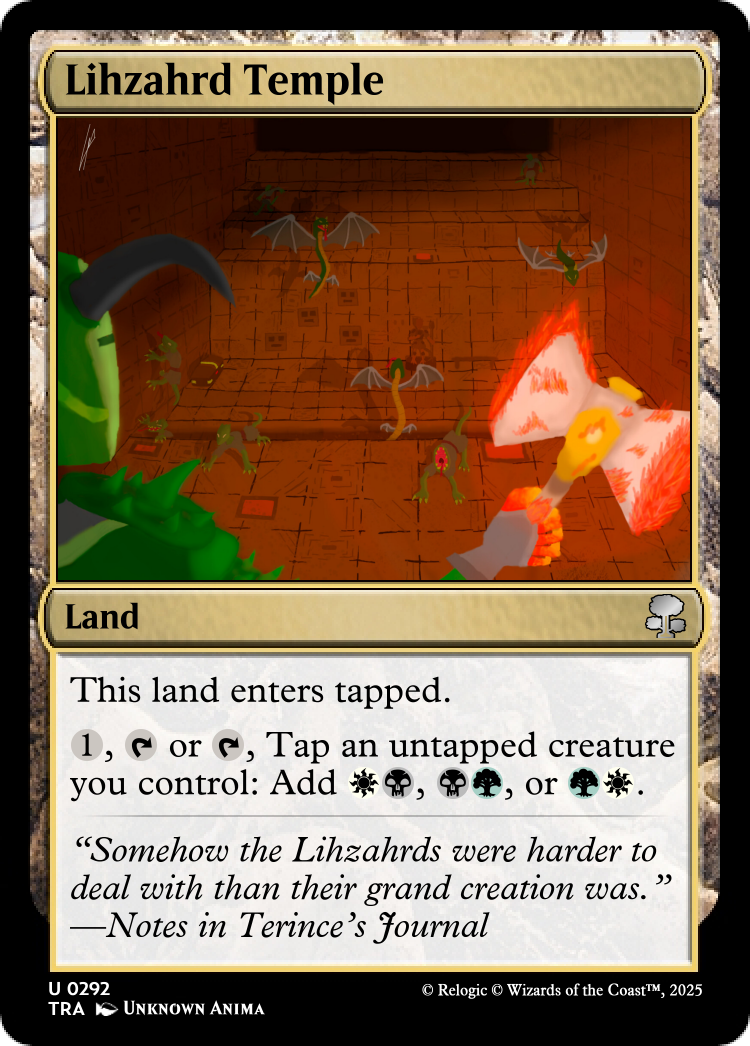 Lihzahrd Temple
Land
This land enters tapped.
1, or , Tap an untapped creature
you control: Add , , or .
“Somehow the Lihzahrds were harder to
deal with than their grand creation was.”
—Notes in Terince’s Journal
U 0292
TRA Unknown Anima
© Relogic © Wizards of the Coast™, 2025